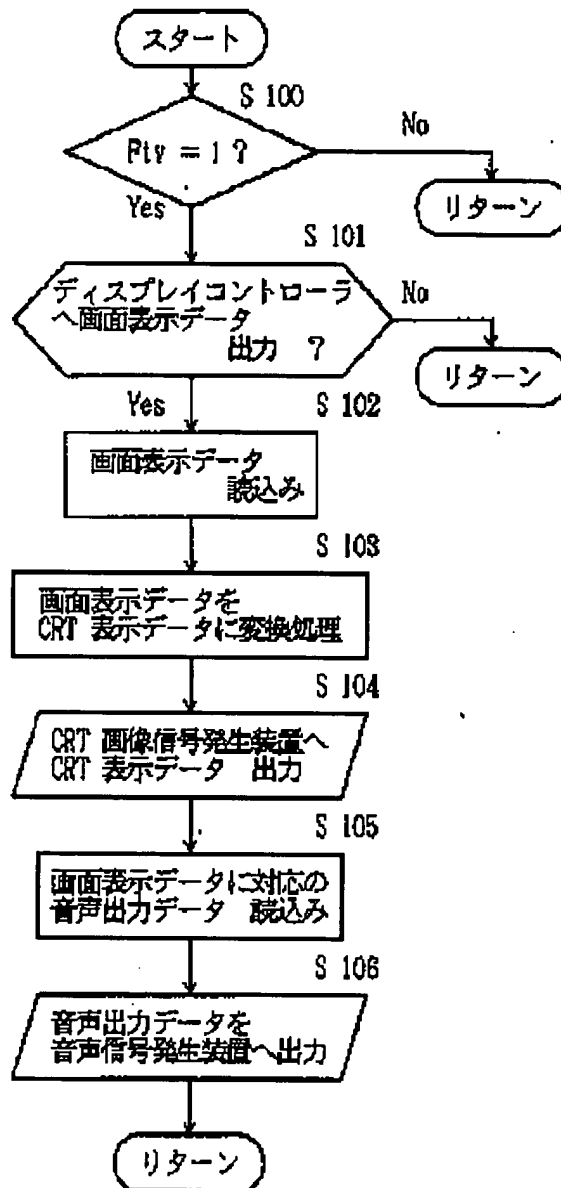 スタート
S 100
Ftv = 1 ?
No
リターン
Yes
S 101
ディスプレイコントローラ
へ画面表示データ
出力 ?
No
リターン
Yes
S 102
画面表示データ
読込み
S 103
画面表示データを
CRT 表示データに変換処理
S 104
CRT 画像信号発生装置へ
CRT 表示データ 出力
S 105
画面表示データに対応の
音声出力データ 読込み
S 106
音声出力データを
音声信号発生装置へ出力
リターン